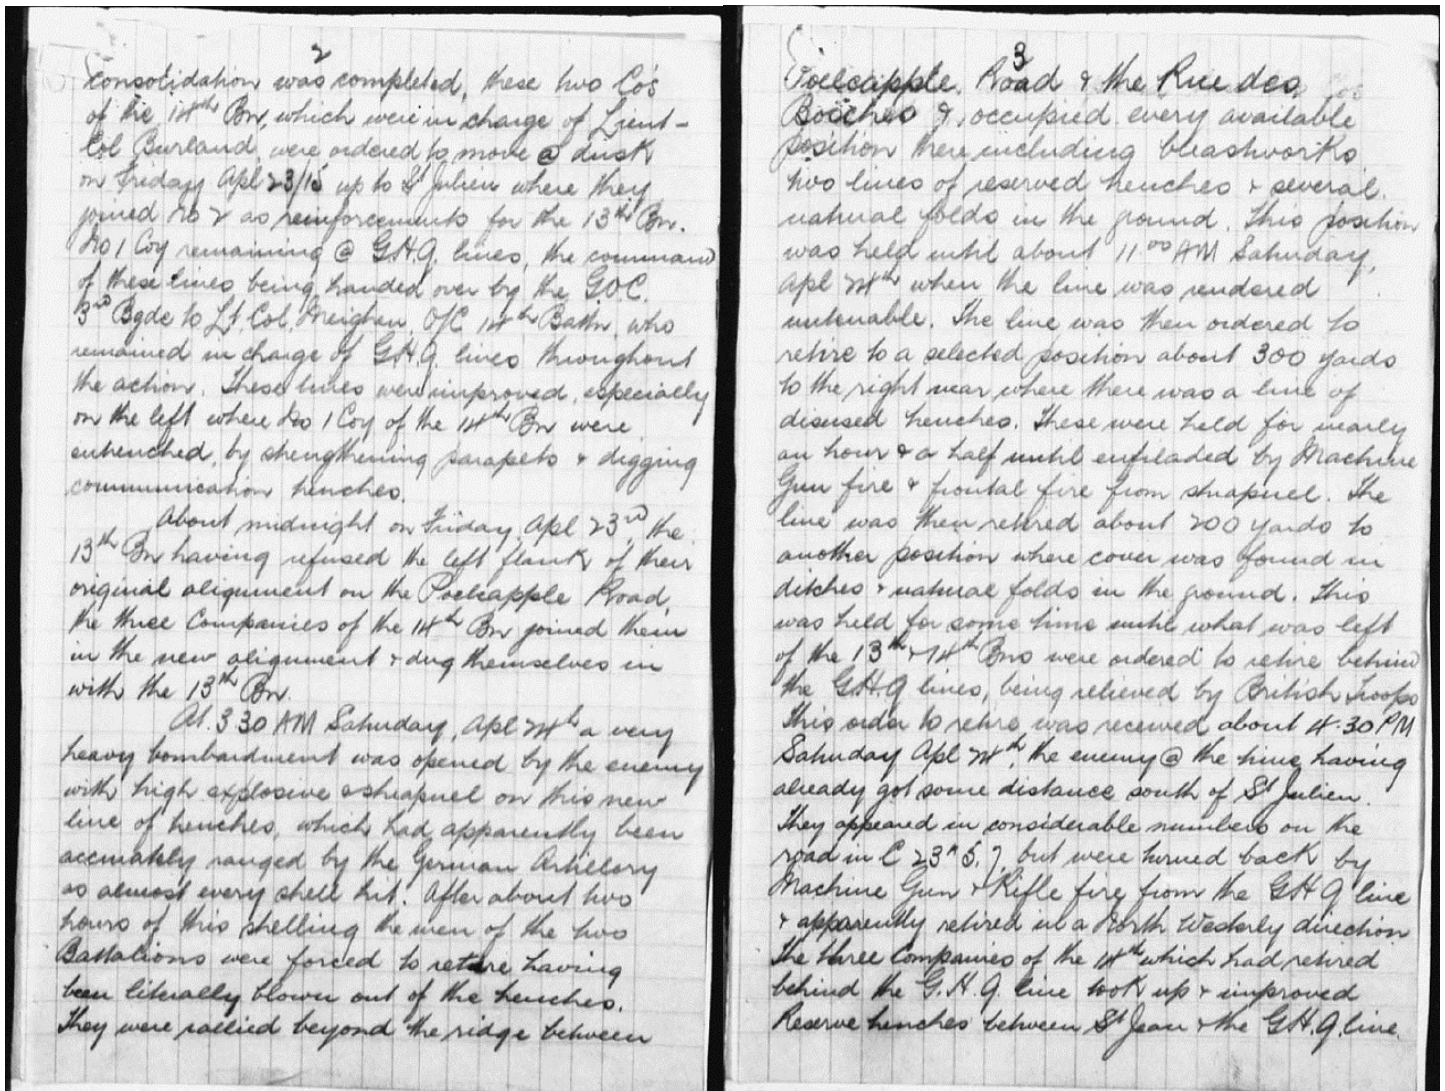 2
consolidation was completed, these two Co's
of the 14th Bn, which were in charge of Lieut-
Col Burland, were ordered to move @ dusk
on Friday Apl 23/15 up to St Julien where they
joined No 2 as reinforcements for the 13th Bn.
No 1 Coy remaining @ G.H.Q. lines, the command
of these lines being handed over by the G.O.C.
3rd Bgde to Lt. Col. Meighen, O/C 14th Battn. who
remained in charge of G.H.Q. lines throughout
the action. These lines were improved, especially
on the left where No 1 Coy of the 14th Bn were
entrenched, by strengthening parapets & digging
communication trenches.
About midnight on Friday, Apl 23rd, the
13th Bn having refused the left flank of their
original alignment on the Poelcapple Road,
the three Companies of the 14th Bn joined them
in the new alignment & dug themselves in
with the 13th Bn.
At 3.30 AM Saturday, Apl 24th a very
heavy bombardment was opened by the enemy
with high explosive & shrapnel on this new
line of trenches, which had apparently been
accurately ranged by the German Artillery
as almost every shell hit. After about two
hours of this shelling the men of the two
Battalions were forced to retire having
been literally blown out of the trenches.
They were rallied beyond the ridge between
3
Poelcapple. Road & the Rue des
Bosches &, occupied every available
position there including breastworks
two lines of reserved trenches & several
natural folds in the ground. This position
was held until about 11.00 AM Saturday,
Apl 24th when the line was rendered
untenable. The line was then ordered to
retire to a selected position about 300 yards
to the right rear where there was a line of
disused trenches. These were held for nearly
an hour & a half until enfiladed by Machine
Gun fire & frontal fire from shrapnel. The
line was then retired about 200 yards to
another position where cover was found in
ditches & natural folds in the ground. This
was held for some time until what was left
of the 13th & 14th Bns were ordered to retire behind
the G.H.Q lines, being relieved by British Troops
This order to retire was received about 4.30 PM
Saturday Apl 24th, the enemy @ the time having
already got some distance south of St Julien.
They appeared in considerable numbers on the
road in C 23 5.7 but were turned back by
Machine Gun & Rifle fire from the G.H.Q line
& apparently retired in a North Westerly direction
The three Companies of the 14th which had retired
behind the G.H.Q. line took up & improved
Reserve trenches between St Jean & the G.H.Q. line.